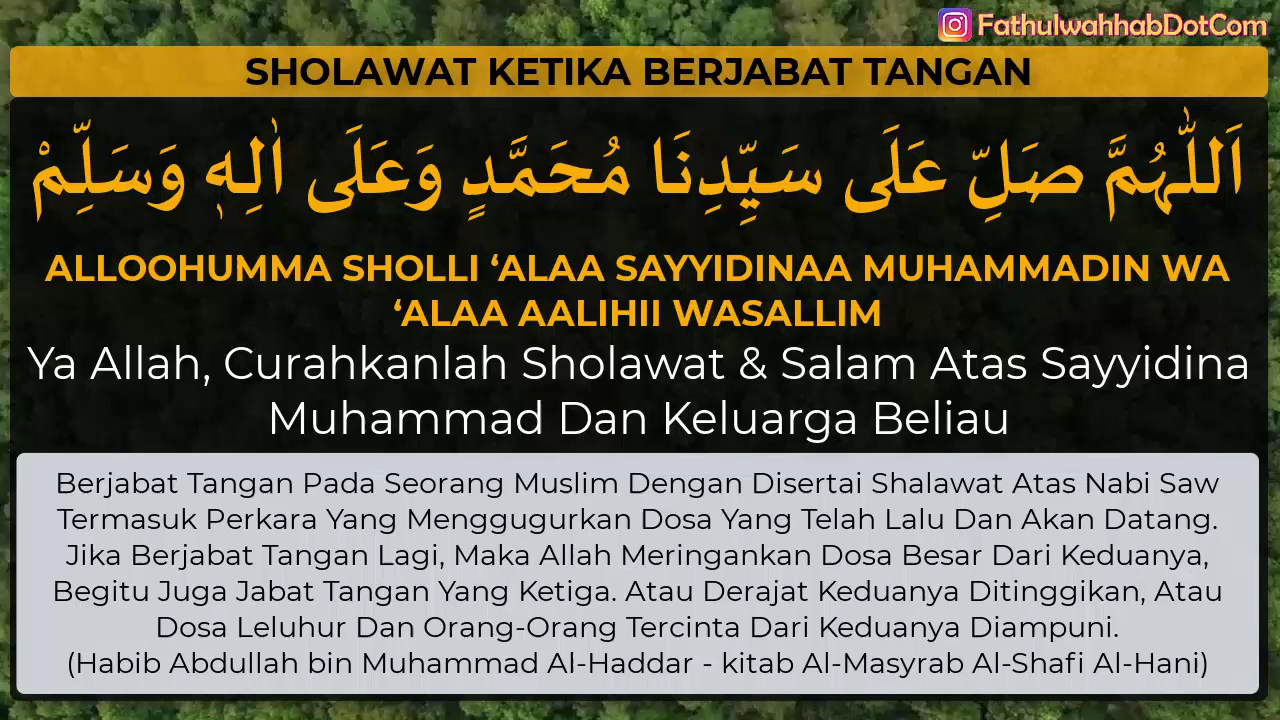 FathulwahhabDotCom
SHOLAWAT KETIKA BERJABAT TANGAN
اَللّٰهُمَّ صَلِّ عَلَى سَيِّدِنَا مُحَمَّدٍ وَعَلَى اٰلِهٖ وَسَلِّمْ
ALLOOHUMMA SHOLLI ‘ALAA SAYYIDINAA MUHAMMADIN WA
‘ALAA AALIHII WASALLIM
Ya Allah, Curahkanlah Sholawat & Salam Atas Sayyidina
Muhammad Dan Keluarga Beliau
Berjabat Tangan Pada Seorang Muslim Dengan Disertai Shalawat Atas Nabi Saw
Termasuk Perkara Yang Menggugurkan Dosa Yang Telah Lalu Dan Akan Datang.
Jika Berjabat Tangan Lagi, Maka Allah Meringankan Dosa Besar Dari Keduanya,
Begitu Juga Jabat Tangan Yang Ketiga. Atau Derajat Keduanya Ditinggikan, Atau
Dosa Leluhur Dan Orang-Orang Tercinta Dari Keduanya Diampuni.
(Habib Abdullah bin Muhammad Al-Haddar - kitab Al-Masyrab Al-Shafi Al-Hani)